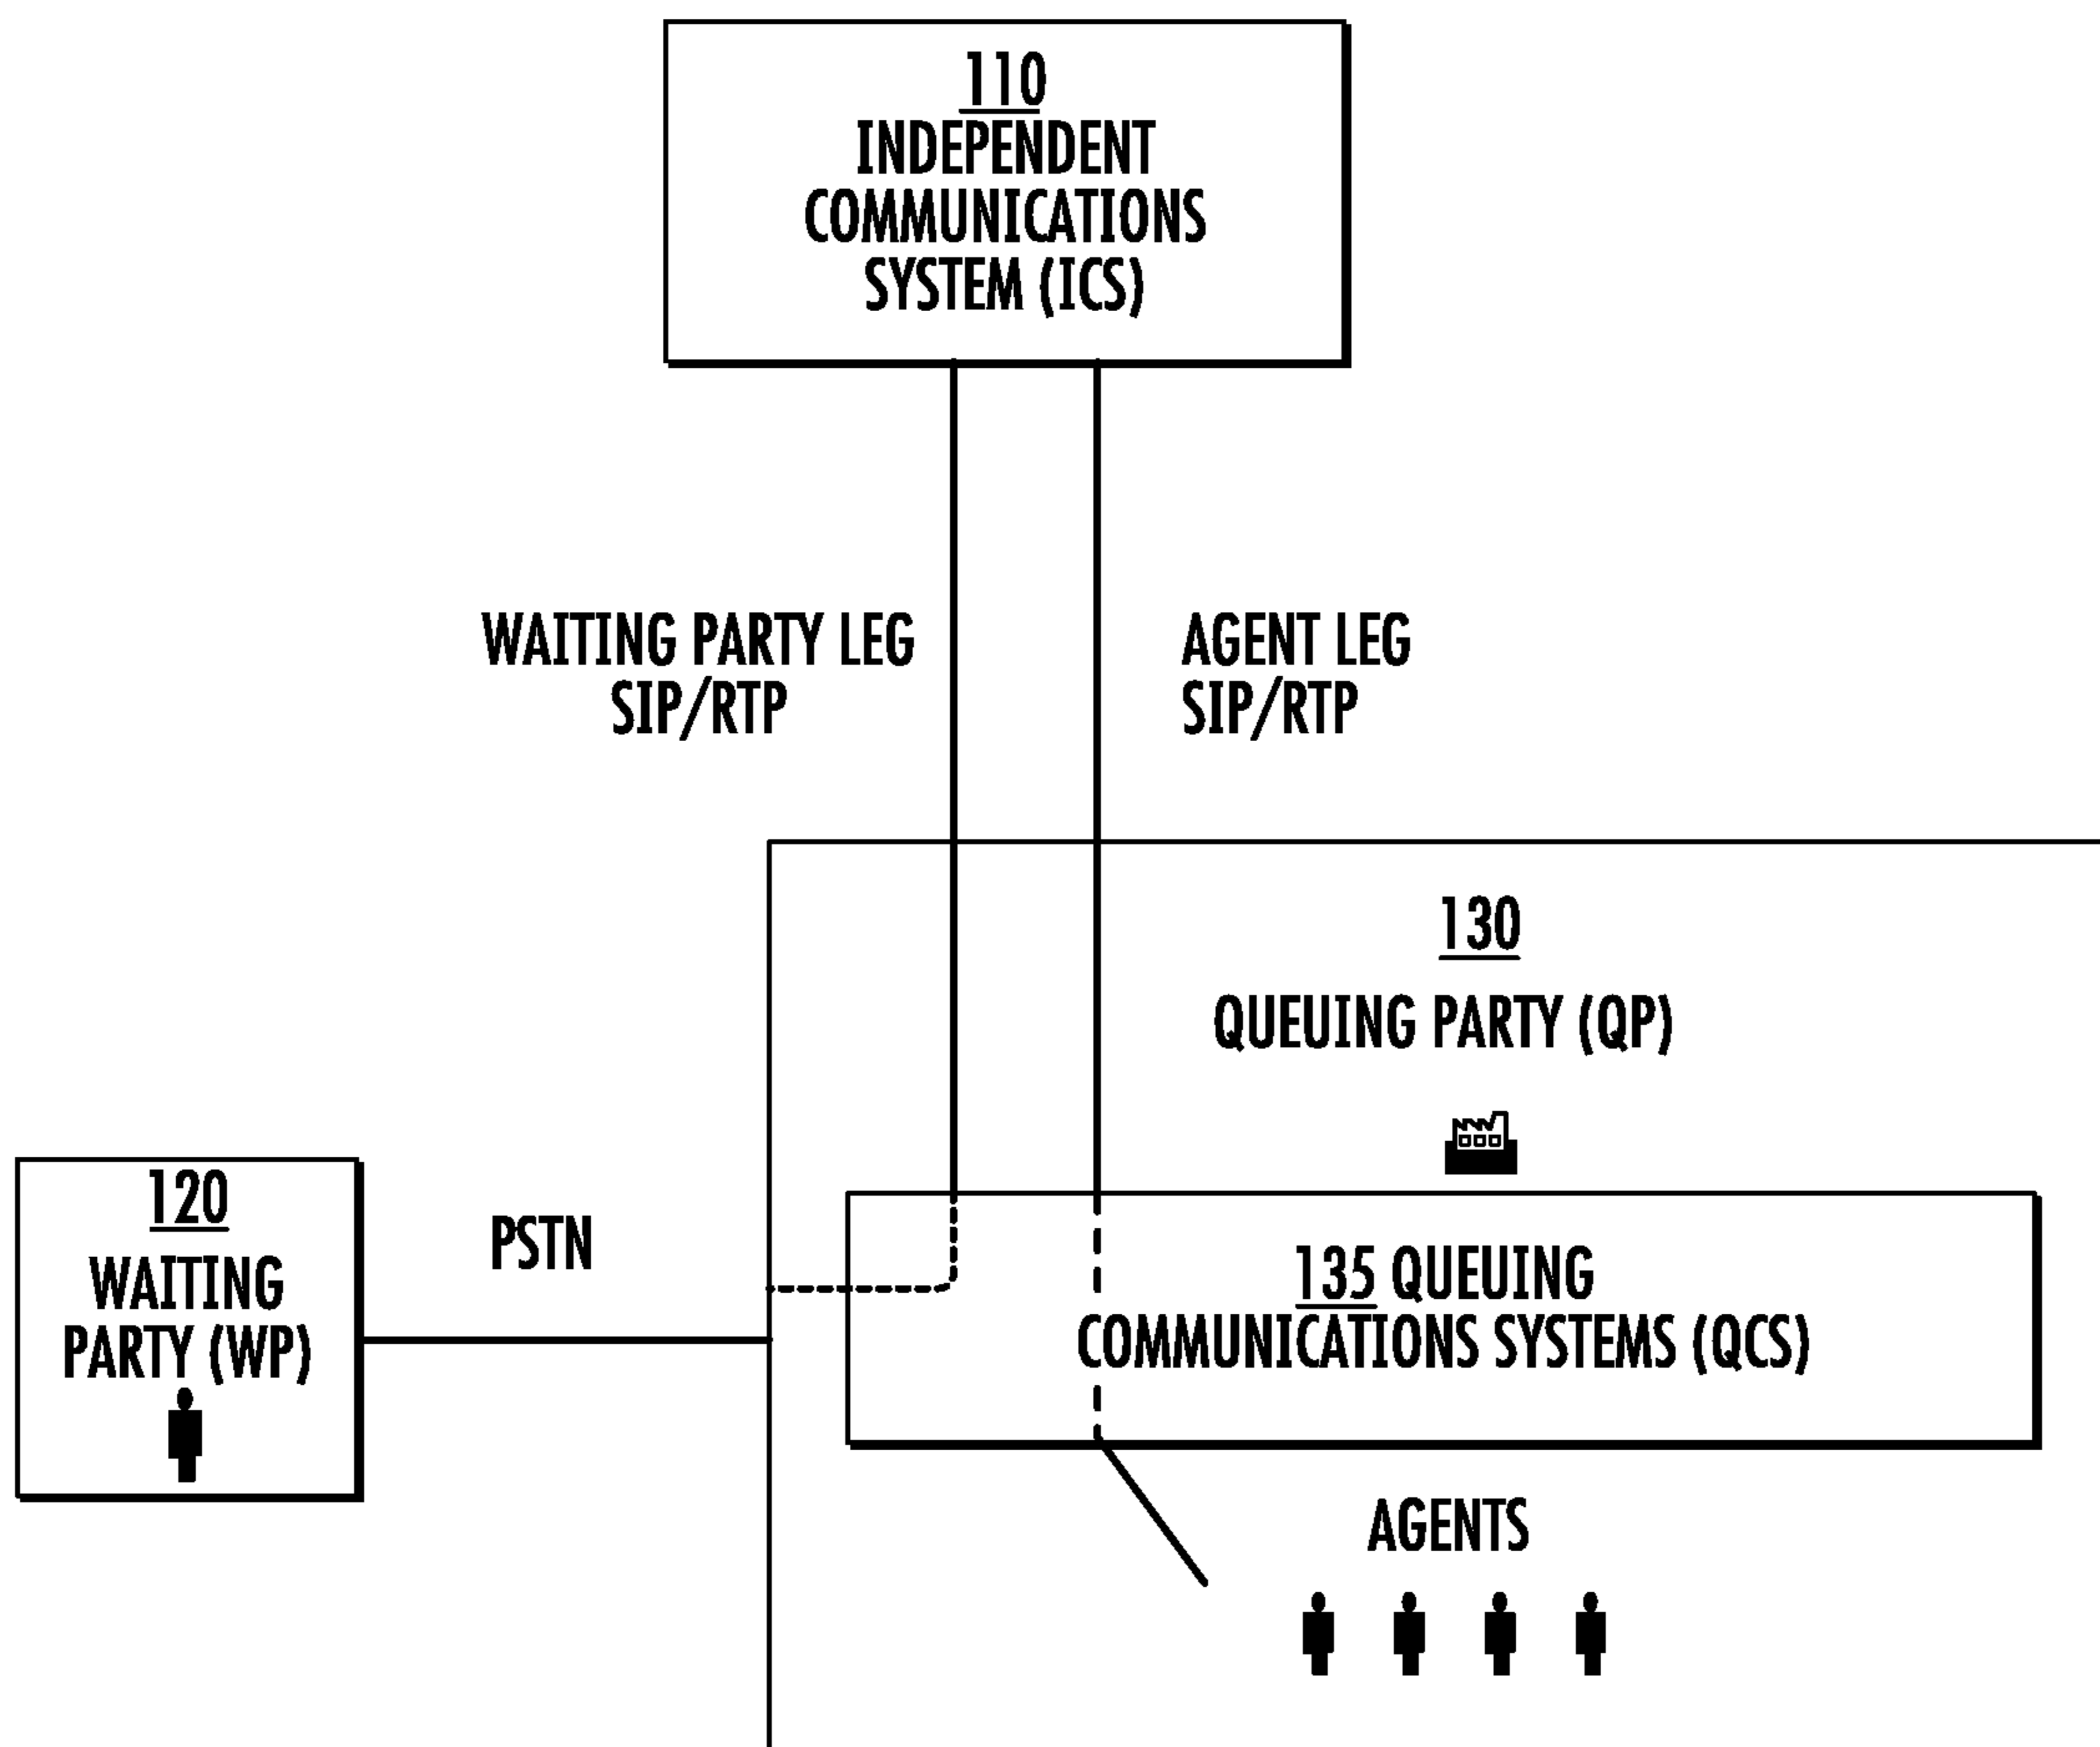 110
INDEPENDENT
COMMUNICATIONS
SYSTEM (ICS)
WAITING PARTY LEG
SIP/RTP
AGENT LEG
SIP/RTP
130
QUEUING PARTY (QP)
120
WAITING
PARTY (WP)
PSTN
135 QUEUING
COMMUNICATIONS SYSTEMS (QCS)
AGENTS